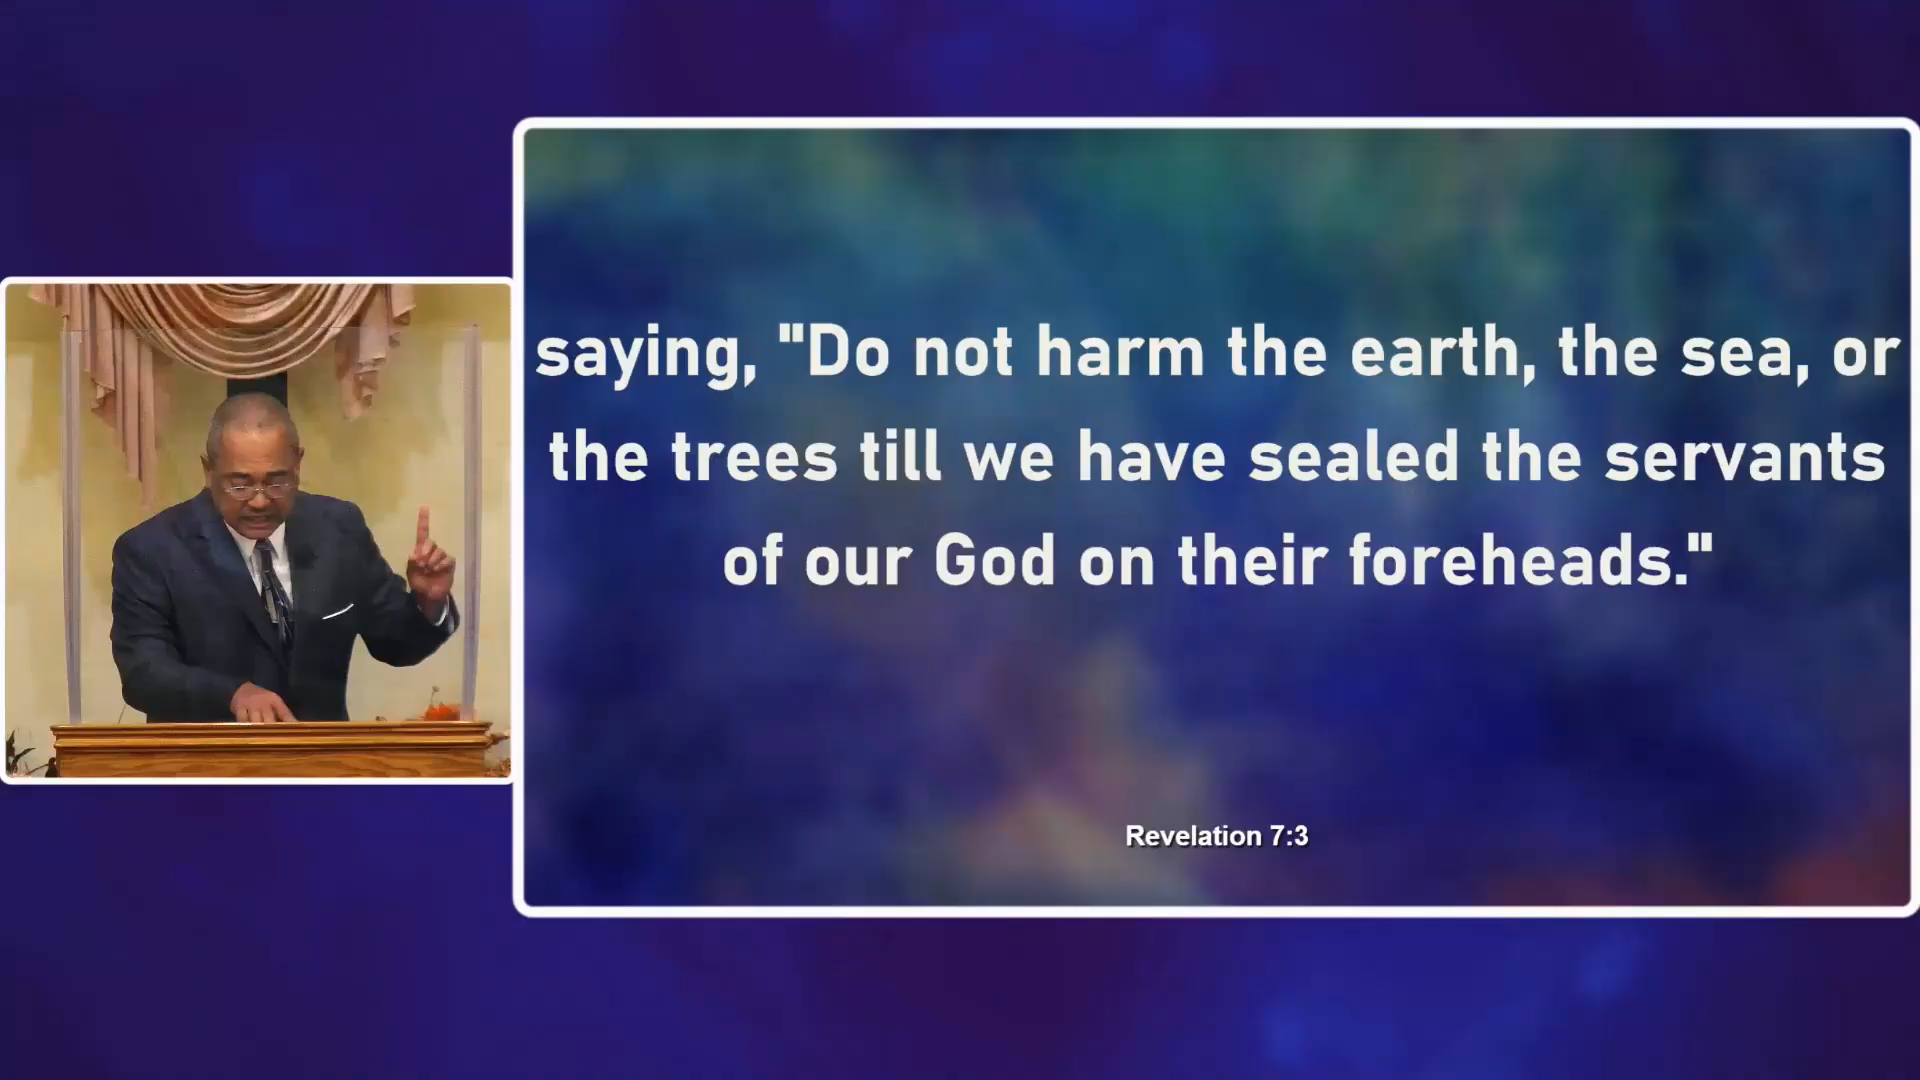 saying, "Do not harm the earth, the sea, or
the trees till we have sealed the servants
of our God on their foreheads."
Revelation 7:3